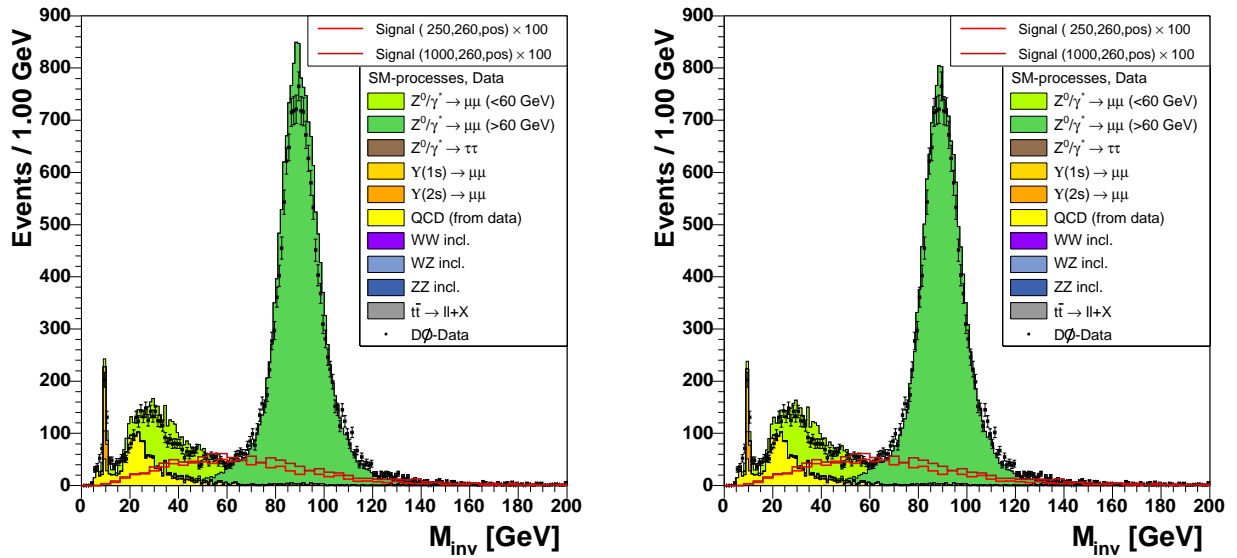 900
800
700
600
500
400
300
200
100
0
Events / 1.00 GeV
Signal ( 250,260,pos) × 100
Signal (1000,260,pos) × 100
SM-processes, Data
Z⁰/γ* → μμ (<60 GeV)
Z⁰/γ* → μμ (>60 GeV)
Z⁰/γ* → ττ
ϒ(1s) → μμ
ϒ(2s) → μμ
QCD (from data)
WW incl.
WZ incl.
ZZ incl.
tt̄ → ll+X
DØ-Data
0 20 40 60 80 100 120 140 160 180 200
M_inv [GeV]
900
800
700
600
500
400
300
200
100
0
Events / 1.00 GeV
Signal ( 250,260,pos) × 100
Signal (1000,260,pos) × 100
SM-processes, Data
Z⁰/γ* → μμ (<60 GeV)
Z⁰/γ* → μμ (>60 GeV)
Z⁰/γ* → ττ
ϒ(1s) → μμ
ϒ(2s) → μμ
QCD (from data)
WW incl.
WZ incl.
ZZ incl.
tt̄ → ll+X
DØ-Data
0 20 40 60 80 100 120 140 160 180 200
M_inv [GeV]